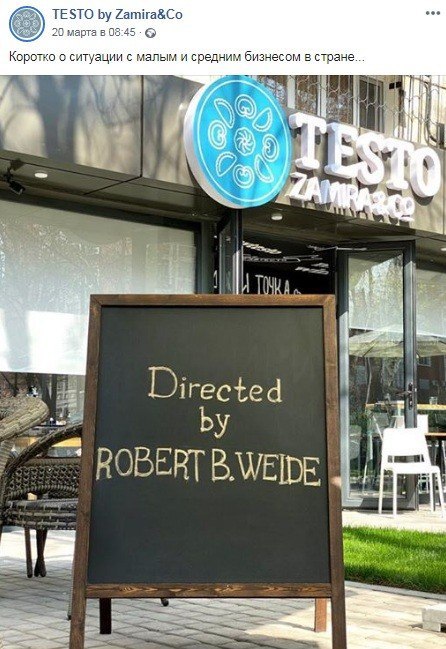 TESTO by Zamira&Co
20 марта в 08:45 ·
Коротко о ситуации с малым и средним бизнесом в стране...
TESTO
ZAMIRA&CO
Ы ТОЧКА
Directed
by
ROBERT B. WEIDE